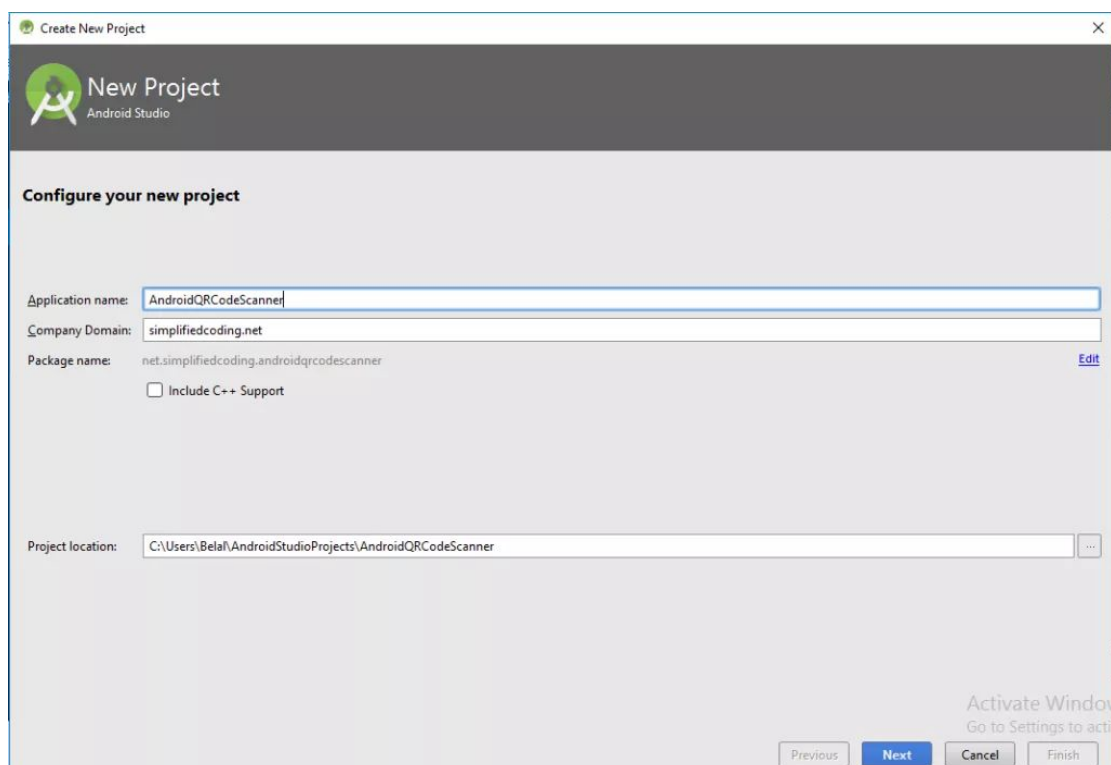 Create New Project
New Project
Android Studio
Configure your new project
Application name: AndroidQRCodeScanner
Company Domain: simplifiedcoding.net
Package name: net.simplifiedcoding.androidqrcodescanner Edit
Include C++ Support
Project location: C:\Users\Belal\AndroidStudioProjects\AndroidQRCodeScanner ...
Activate Window
Go to Settings to acti
Previous Next Cancel Finish